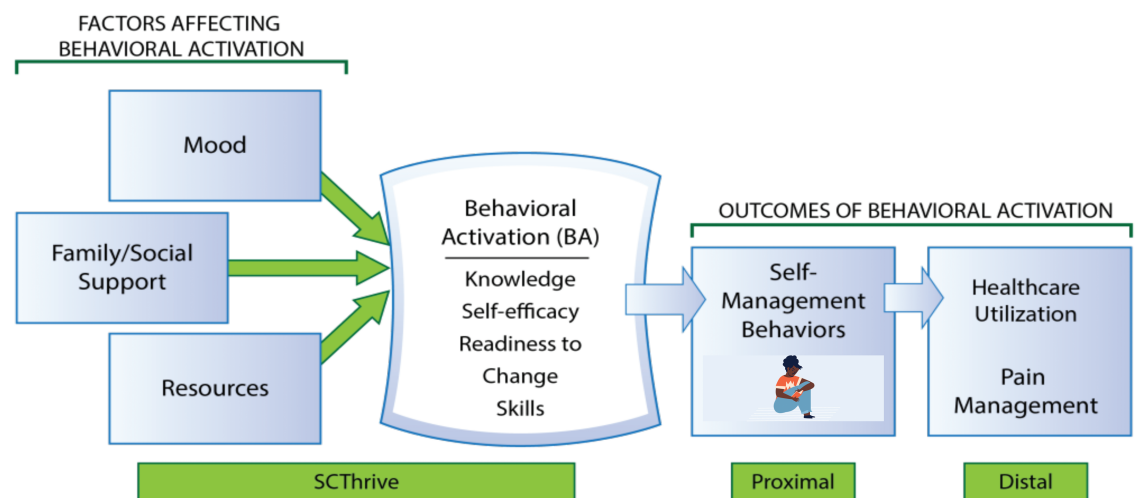 FACTORS AFFECTING
BEHAVIORAL ACTIVATION
Mood
Family/Social
Support
Resources
Behavioral
Activation (BA)
Knowledge
Self-efficacy
Readiness to
Change
Skills
OUTCOMES OF BEHAVIORAL ACTIVATION
Self-
Management
Behaviors
Healthcare
Utilization
Pain
Management
SCThrive
Proximal
Distal